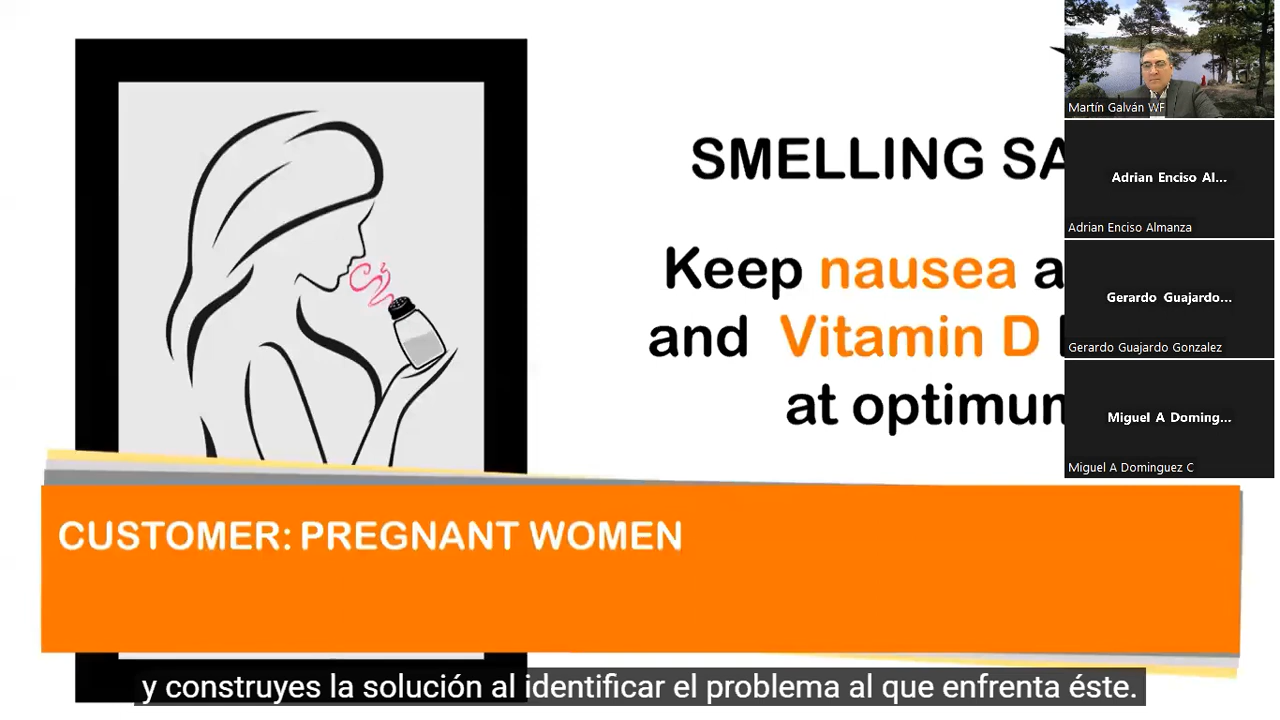 SMELLING SA
Keep nausea a
and Vitamin D
at optimum
CUSTOMER: PREGNANT WOMEN
y construyes la solución al identificar el problema al que enfrenta éste.
Martín Galván WF
Adrian Enciso Al...
Adrian Enciso Almanza
Gerardo Guajardo...
Gerardo Guajardo Gonzalez
Miguel A Doming...
Miguel A Dominguez C